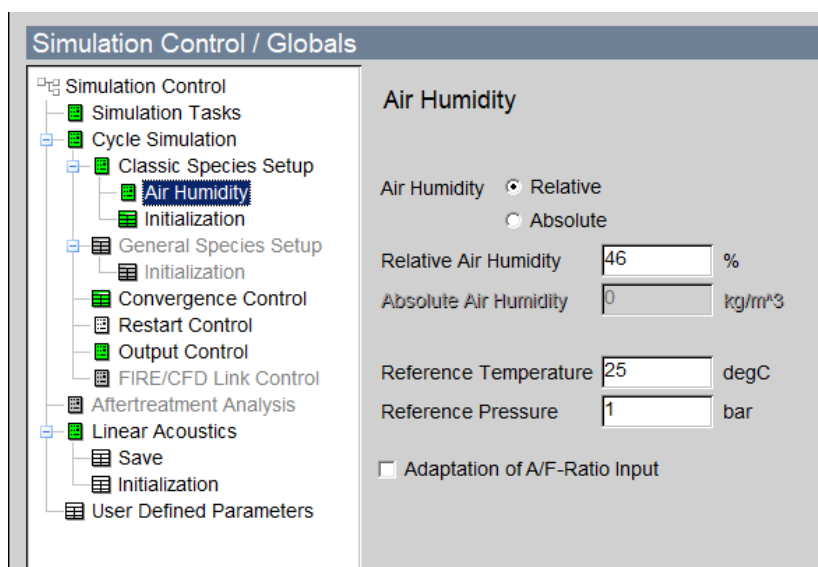 Simulation Control / Globals
Simulation Control
Simulation Tasks
Cycle Simulation
Classic Species Setup
Air Humidity
Initialization
General Species Setup
Initialization
Convergence Control
Restart Control
Output Control
FIRE/CFD Link Control
Aftertreatment Analysis
Linear Acoustics
Save
Initialization
User Defined Parameters
Air Humidity
Air Humidity Relative
Absolute
Relative Air Humidity 46 %
Absolute Air Humidity 0 kg/m^3
Reference Temperature 25 degC
Reference Pressure 1 bar
Adaptation of A/F-Ratio Input